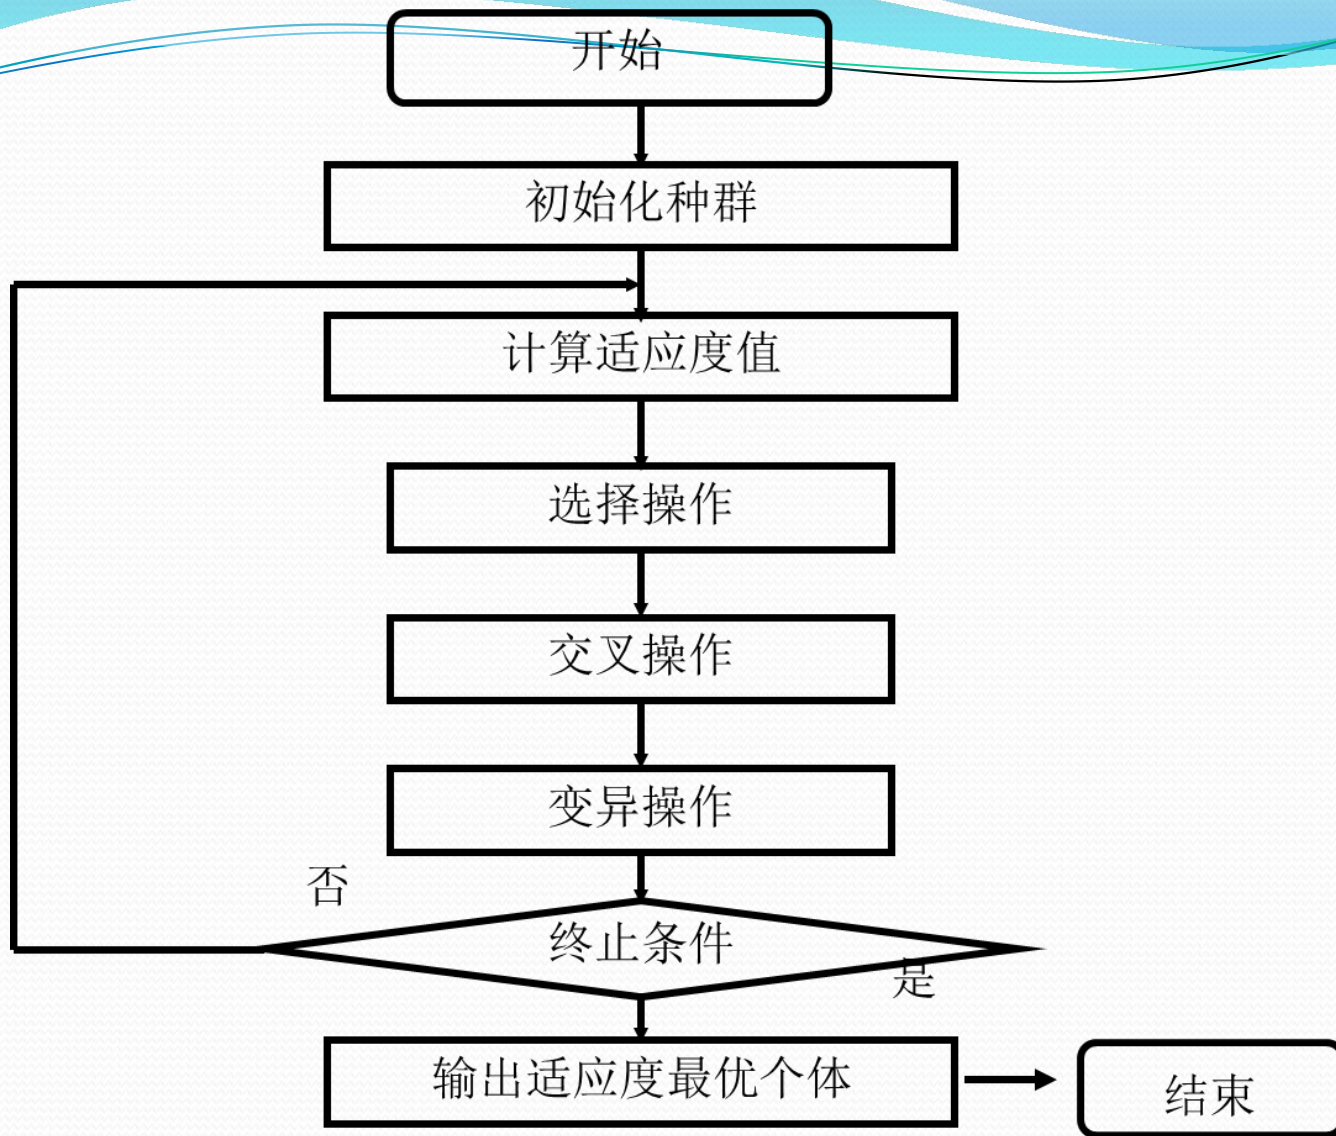 开始
初始化种群
计算适应度值
选择操作
交叉操作
变异操作
否
终止条件
是
输出适应度最优个体
结束